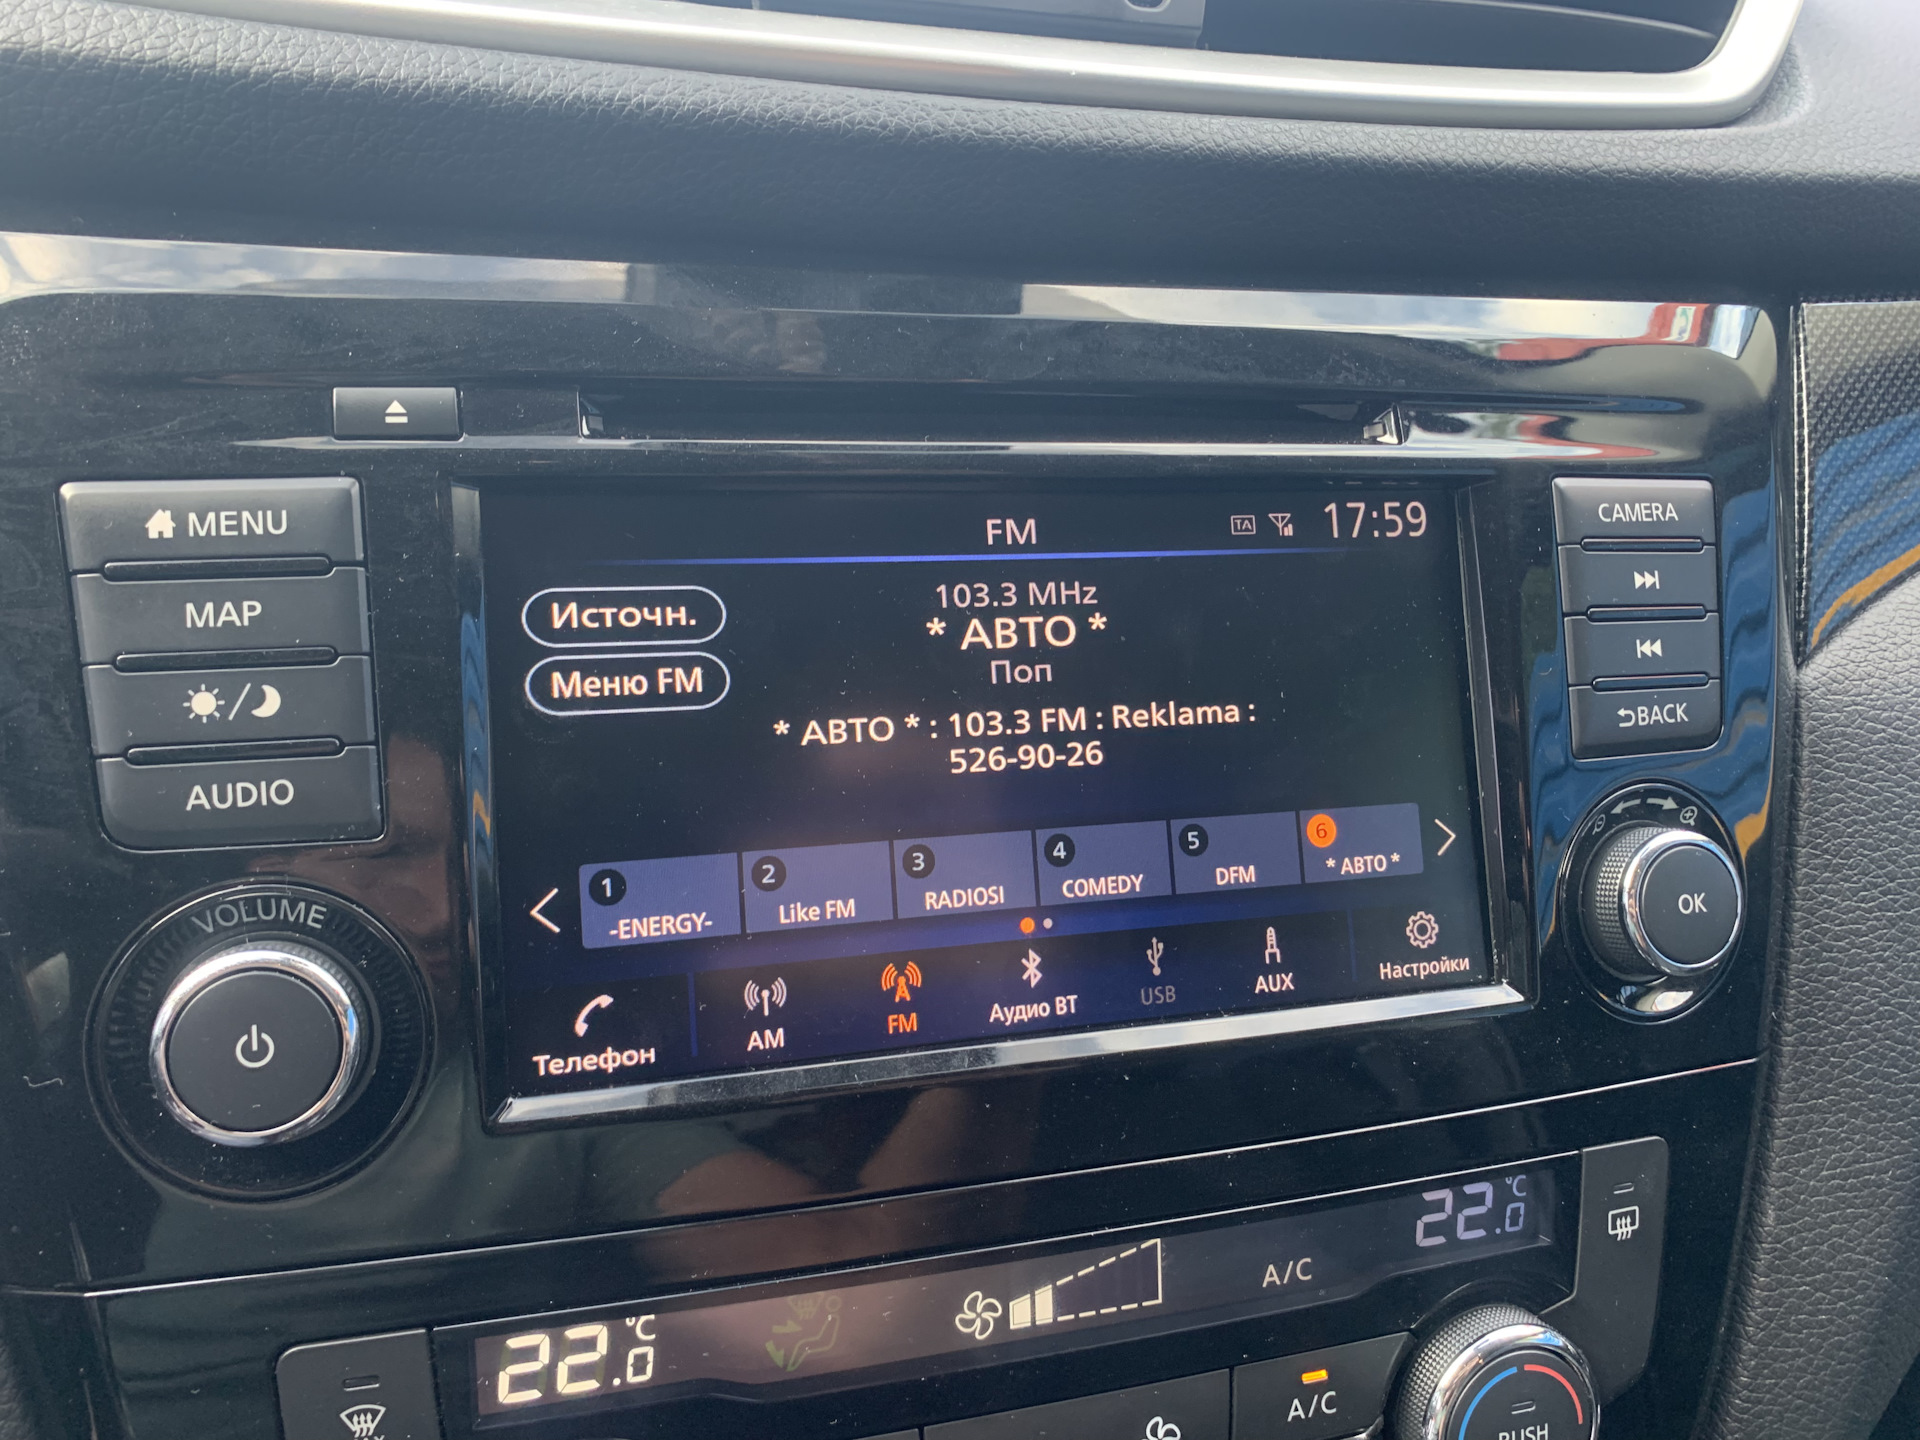 MENU
MAP
AUDIO
VOLUME
FM
TA
17:59
Источн.
Меню FM
103.3 MHz
* АВТО *
Поп
* АВТО * : 103.3 FM : Reklama :
526-90-26
1 -ENERGY-
2 Like FM
3 RADIOSI
4 COMEDY
5 DFM
6 * АВТО *
Телефон
AM
FM
Аудио BT
USB
AUX
Настройки
CAMERA
BACK
OK
22.0 °C
A/C
22.0 °C
A/C
PUSH